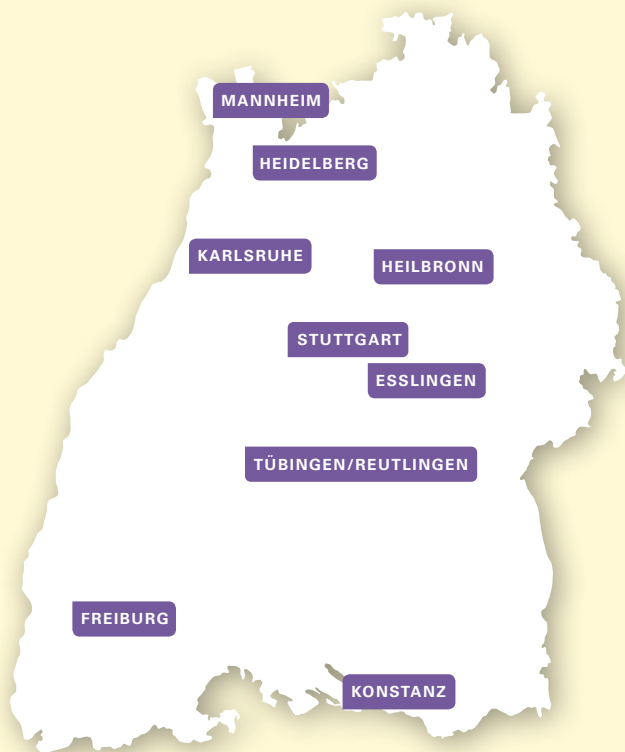 MANNHEIM
HEIDELBERG
KARLSRUHE
HEILBRONN
STUTTGART
ESSLINGEN
TÜBINGEN/REUTLINGEN
FREIBURG
KONSTANZ